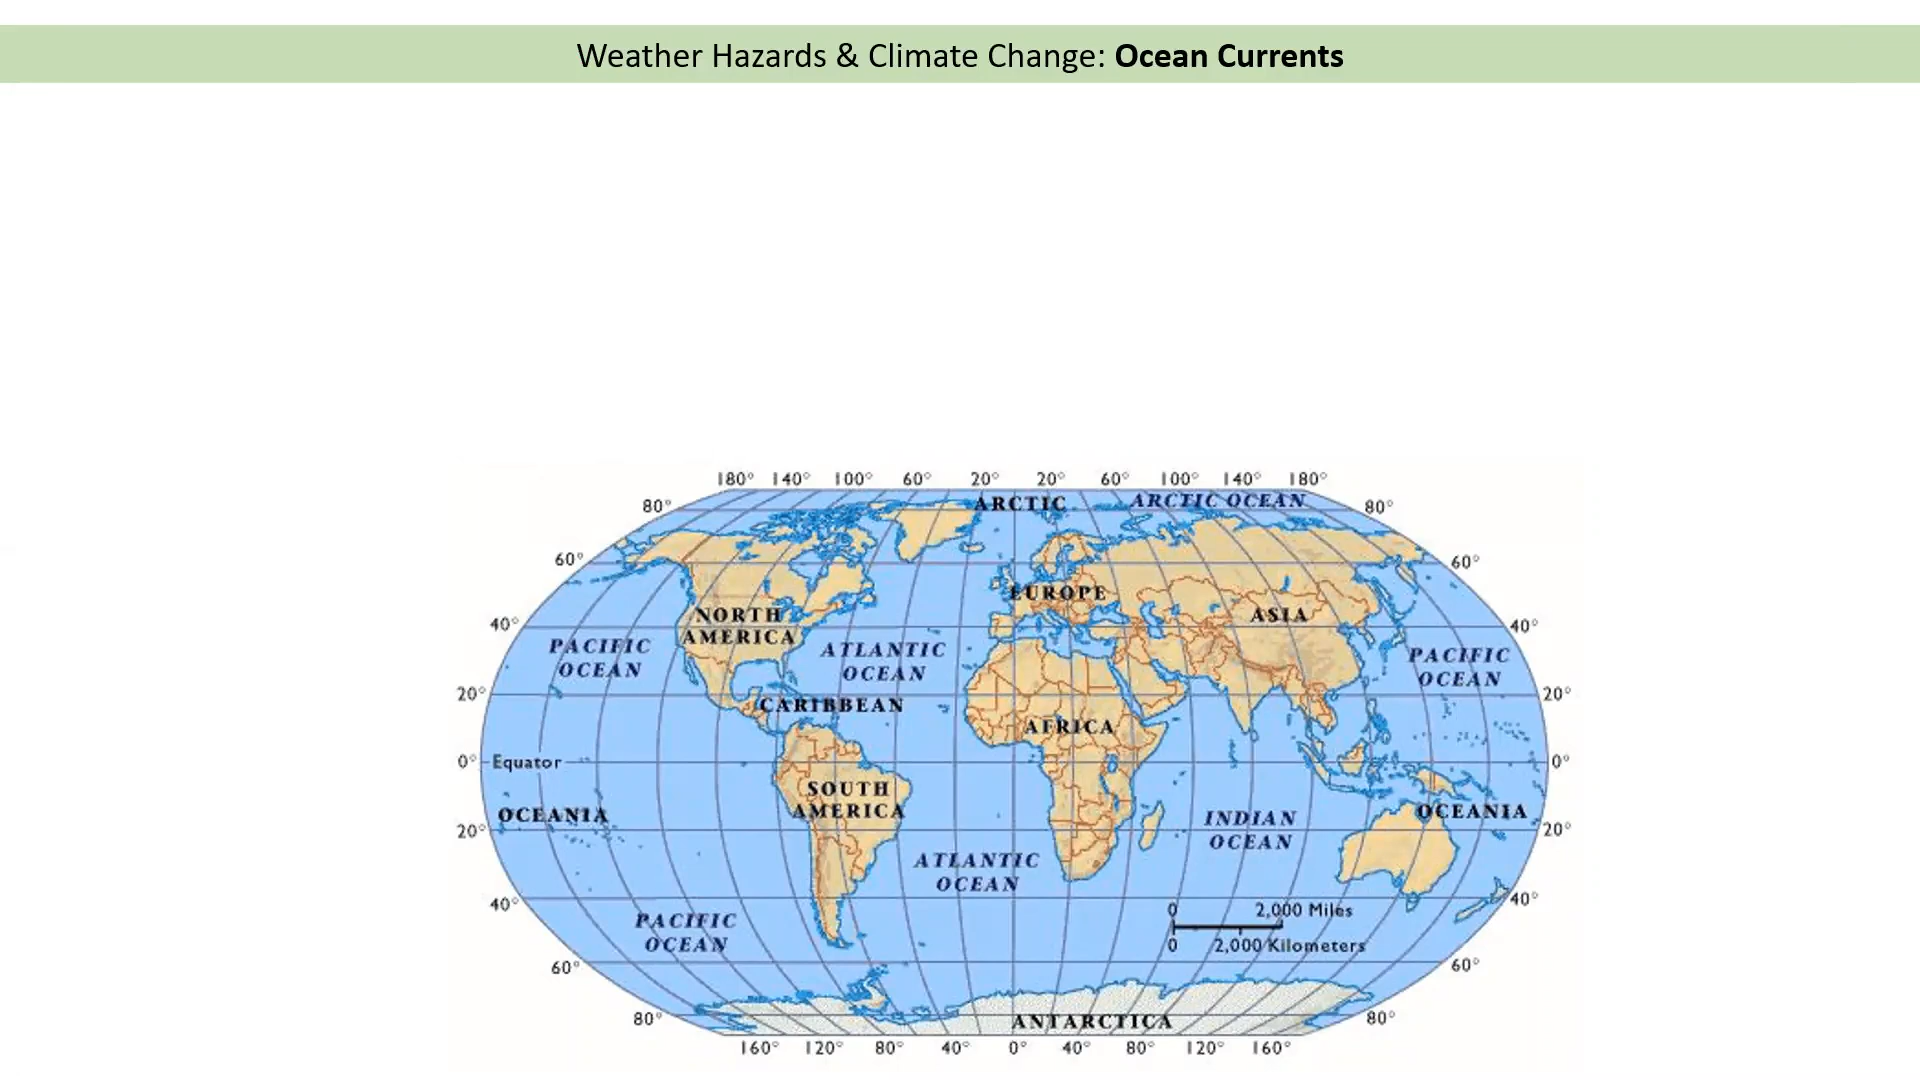 Weather Hazards & Climate Change: Ocean Currents
180° 140° 100° 60° 20° 20° 60° 100° 140° 180°
80° ARCTIC ARCTIC OCEAN 80°
60° 60°
EUROPE
40° NORTH AMERICA ASIA 40°
PACIFIC OCEAN ATLANTIC OCEAN PACIFIC OCEAN
20° 20°
CARIBBEAN
AFRICA
0° Equator 0°
SOUTH AMERICA
OCEANIA OCEANIA
20° INDIAN OCEAN 20°
ATLANTIC OCEAN
40° 40°
0 2,000 Miles
PACIFIC OCEAN
0 2,000 Kilometers
60° 60°
80° ANTARCTICA 80°
160° 120° 80° 40° 0° 40° 80° 120° 160°